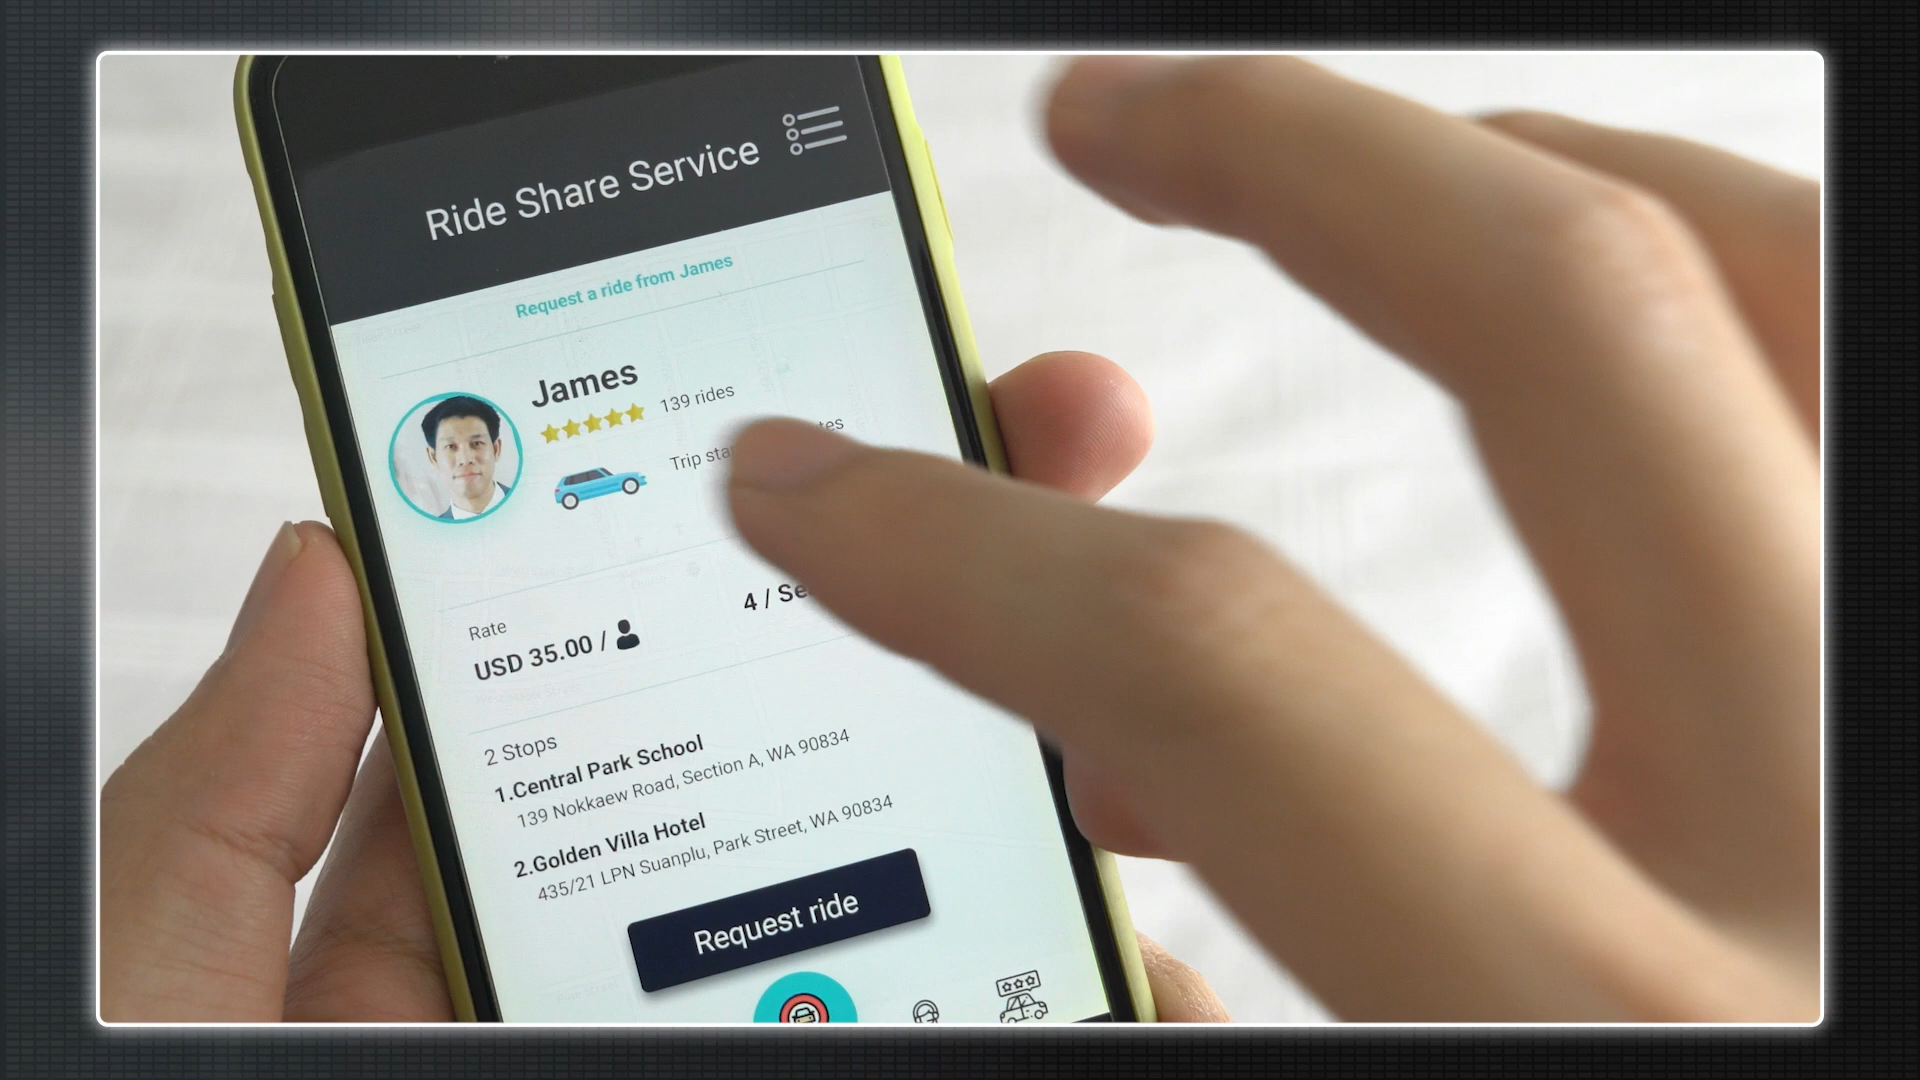 Ride Share Service
Request a ride from James
James
139 rides
Trip
Rate
USD 35.00 /
4 /
2 Stops
1.Central Park School
139 Nokkaew Road, Section A, WA 90834
2.Golden Villa Hotel
435/21 LPN Suanplu, Park Street, WA 90834
Request ride